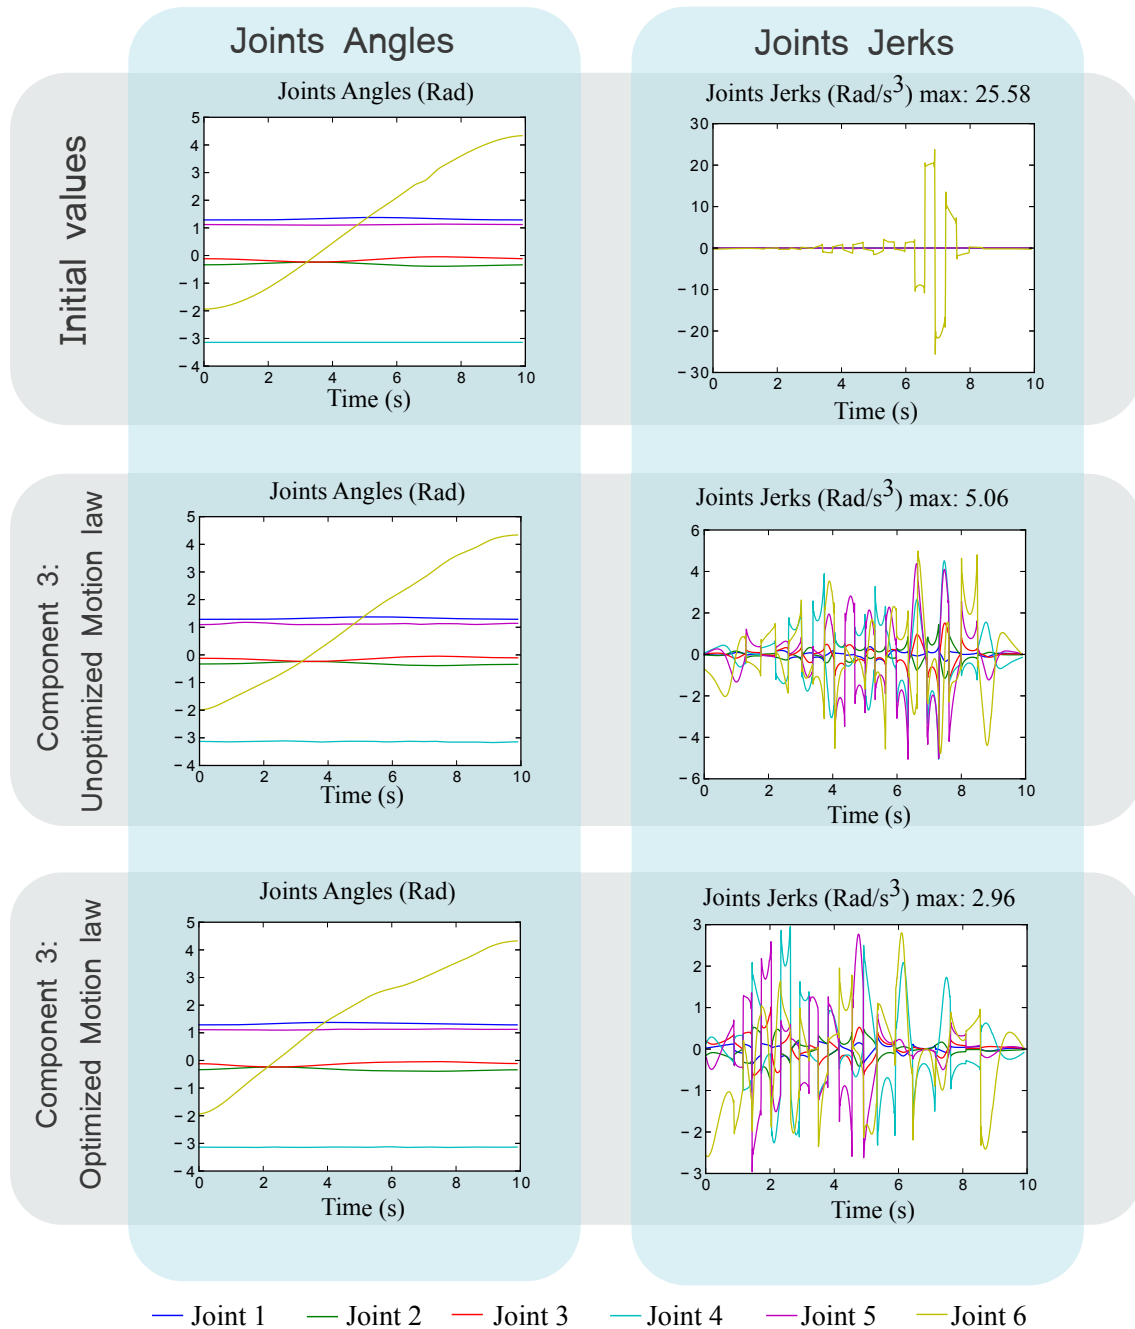 Joints Angles
Joints Jerks
Initial values
Joints Angles (Rad)
5
4
3
2
1
0
−1
−2
−3
−4
0 2 4 6 8 10
Time (s)
Joints Jerks (Rad/s³) max: 25.58
30
20
10
0
−10
−20
−30
0 2 4 6 8 10
Time (s)
Component 3:
Unoptimized Motion law
Joints Angles (Rad)
5
4
3
2
1
0
−1
−2
−3
−4
0 2 4 6 8 10
Time (s)
Joints Jerks (Rad/s³) max: 5.06
6
4
2
0
−2
−4
−6
0 2 4 6 8 10
Time (s)
Component 3:
Optimized Motion law
Joints Angles (Rad)
5
4
3
2
1
0
−1
−2
−3
−4
0 2 4 6 8 10
Time (s)
Joints Jerks (Rad/s³) max: 2.96
3
2
1
0
−1
−2
−3
0 2 4 6 8 10
Time (s)
Joint 1 Joint 2 Joint 3 Joint 4 Joint 5 Joint 6